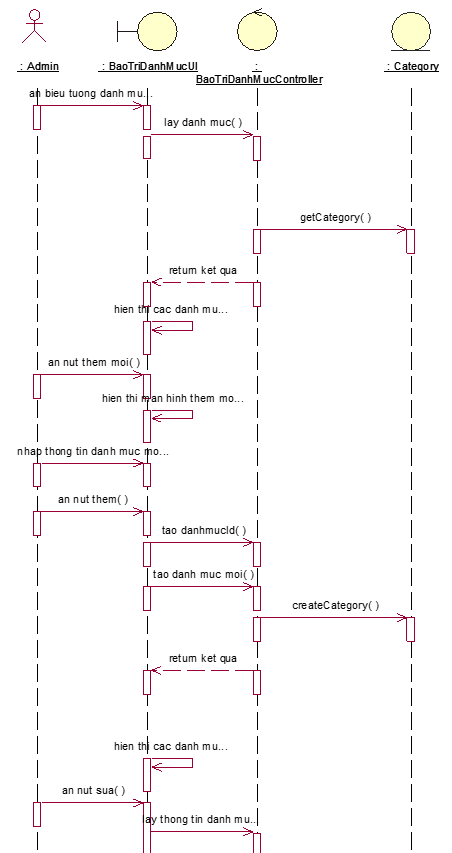 : Admin
: BaoTriDanhMucUI
:
BaoTriDanhMucController
: Category
an bieu tuong danh mu...
lay danh muc( )
getCategory( )
return ket qua
hien thi cac danh mu...
an nut them moi( )
hien thi man hinh them mo...
nhap thong tin danh muc mo...
an nut them( )
tao danhmucId( )
tao danh muc moi( )
createCategory( )
return ket qua
hien thi cac danh mu...
an nut sua( )
lay thong tin danh mu...